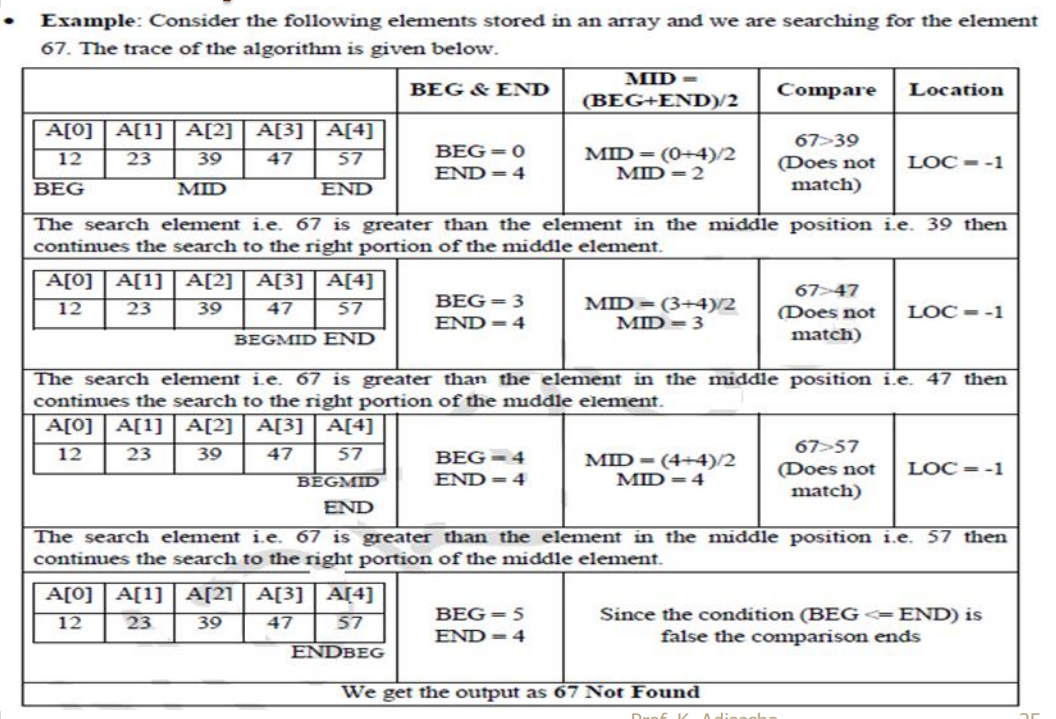 • Example: Consider the following elements stored in an array and we are searching for the element
67. The trace of the algorithm is given below.
BEG & END
MID =
(BEG+END)/2
Compare
Location
A[0] A[1] A[2] A[3] A[4]
12 23 39 47 57
BEG MID END
BEG = 0
END = 4
MID = (0+4)/2
MID = 2
67>39
(Does not
match)
LOC = -1
The search element i.e. 67 is greater than the element in the middle position i.e. 39 then
continues the search to the right portion of the middle element.
A[0] A[1] A[2] A[3] A[4]
12 23 39 47 57
BEGMID END
BEG = 3
END = 4
MID = (3+4)/2
MID = 3
67>47
(Does not
match)
LOC = -1
The search element i.e. 67 is greater than the element in the middle position i.e. 47 then
continues the search to the right portion of the middle element.
A[0] A[1] A[2] A[3] A[4]
12 23 39 47 57
BEGMID
END
BEG = 4
END = 4
MID = (4+4)/2
MID = 4
67>57
(Does not
match)
LOC = -1
The search element i.e. 67 is greater than the element in the middle position i.e. 57 then
continues the search to the right portion of the middle element.
A[0] A[1] A[2] A[3] A[4]
12 23 39 47 57
ENDBEG
BEG = 5
END = 4
Since the condition (BEG <= END) is
false the comparison ends
We get the output as 67 Not Found